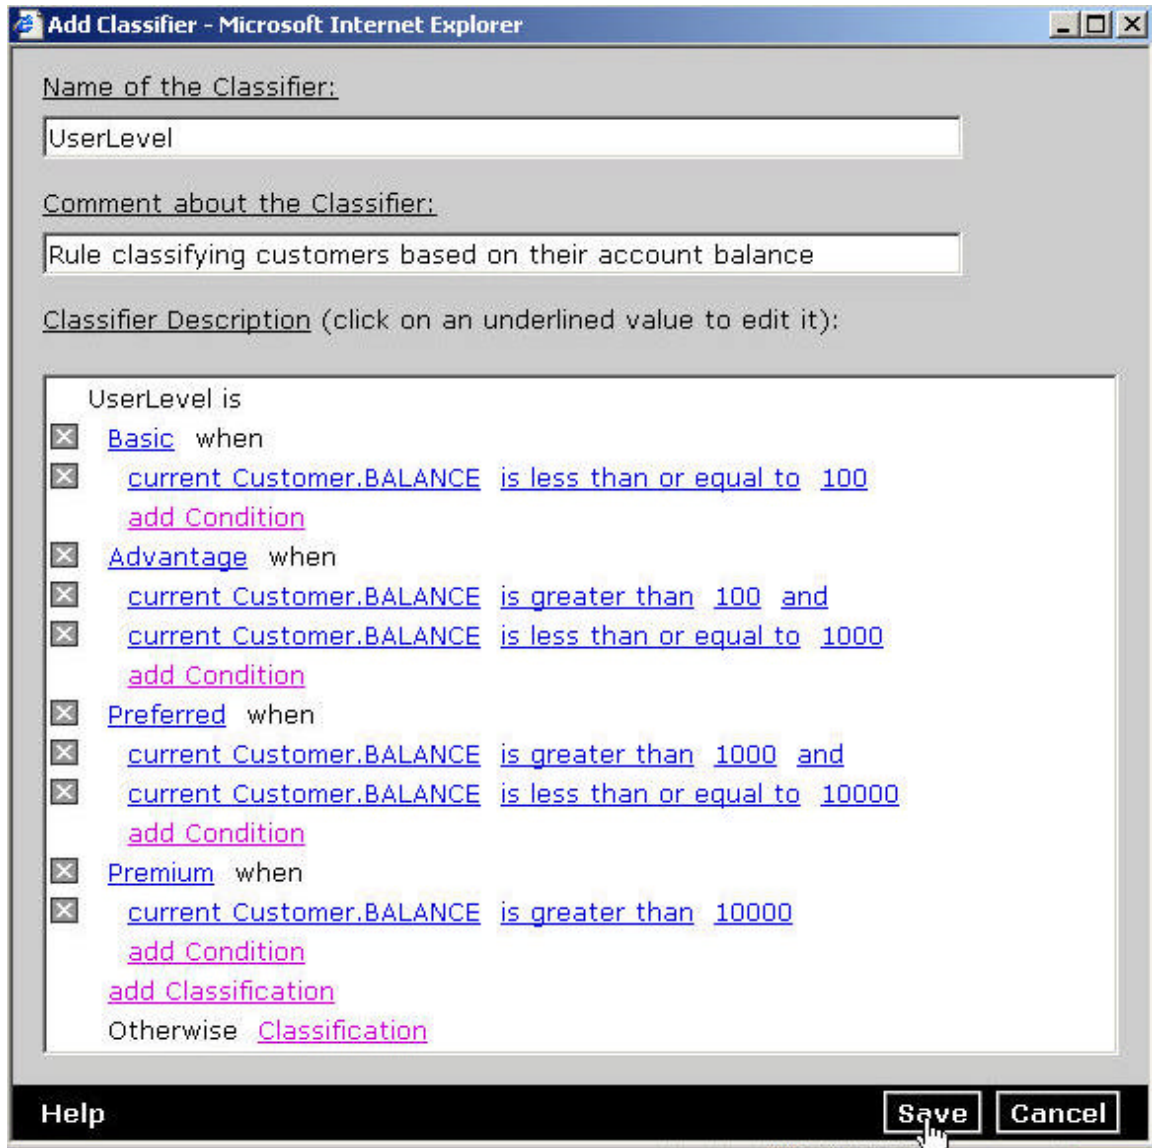 Add Classifier - Microsoft Internet Explorer
Name of the Classifier:
UserLevel
Comment about the Classifier:
Rule classifying customers based on their account balance
Classifier Description (click on an underlined value to edit it):
UserLevel is
Basic when
current Customer.BALANCE is less than or equal to 100
add Condition
Advantage when
current Customer.BALANCE is greater than 100 and
current Customer.BALANCE is less than or equal to 1000
add Condition
Preferred when
current Customer.BALANCE is greater than 1000 and
current Customer.BALANCE is less than or equal to 10000
add Condition
Premium when
current Customer.BALANCE is greater than 10000
add Condition
add Classification
Otherwise Classification
Help Save Cancel